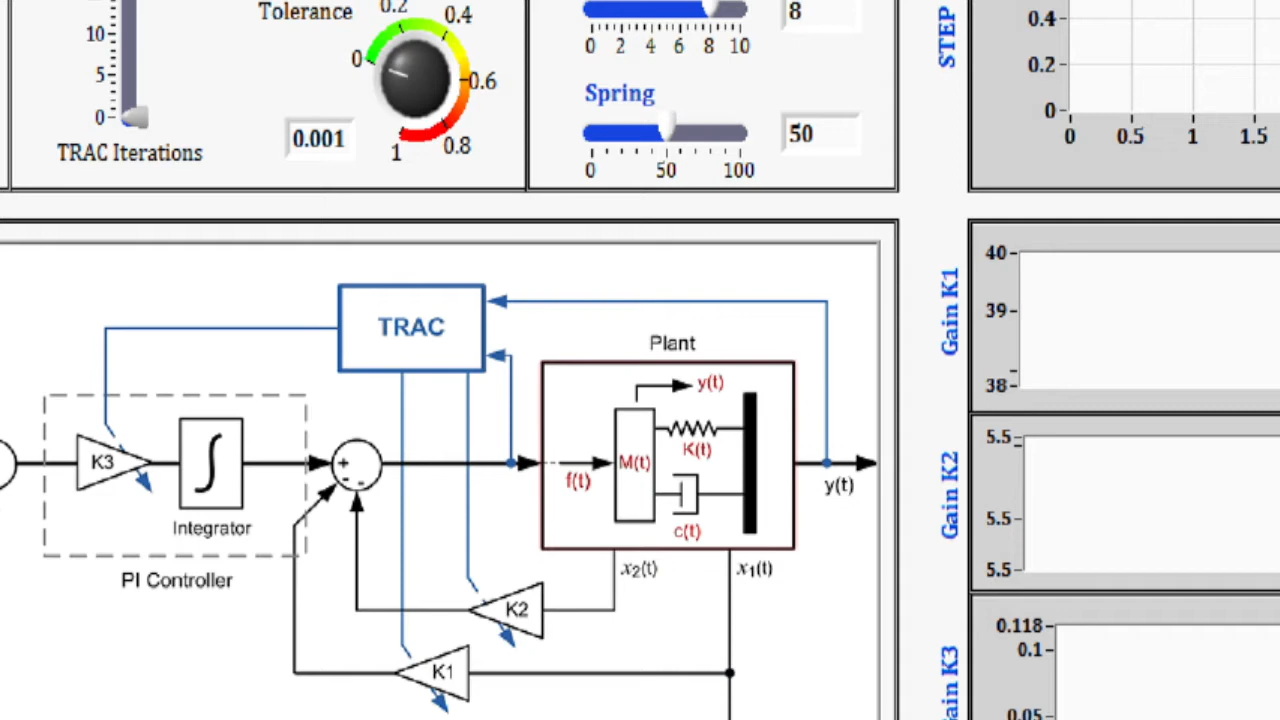 10
5
0
TRAC Iterations
Tolerance
0
0.2
0.4
0.6
0.8
1
0.001
8
0 2 4 6 8 10
Spring
50
0 50 100
STEP
0.4
0.2
0
0 0.5 1 1.5
TRAC
Plant
y(t)
K(t)
M(t)
f(t)
c(t)
y(t)
K3
∫
Integrator
PI Controller
+
- -
x2(t)
x1(t)
K2
K1
Gain K1
40
39
38
Gain K2
5.5
5.5
5.5
Gain K3
0.118
0.1
0.05